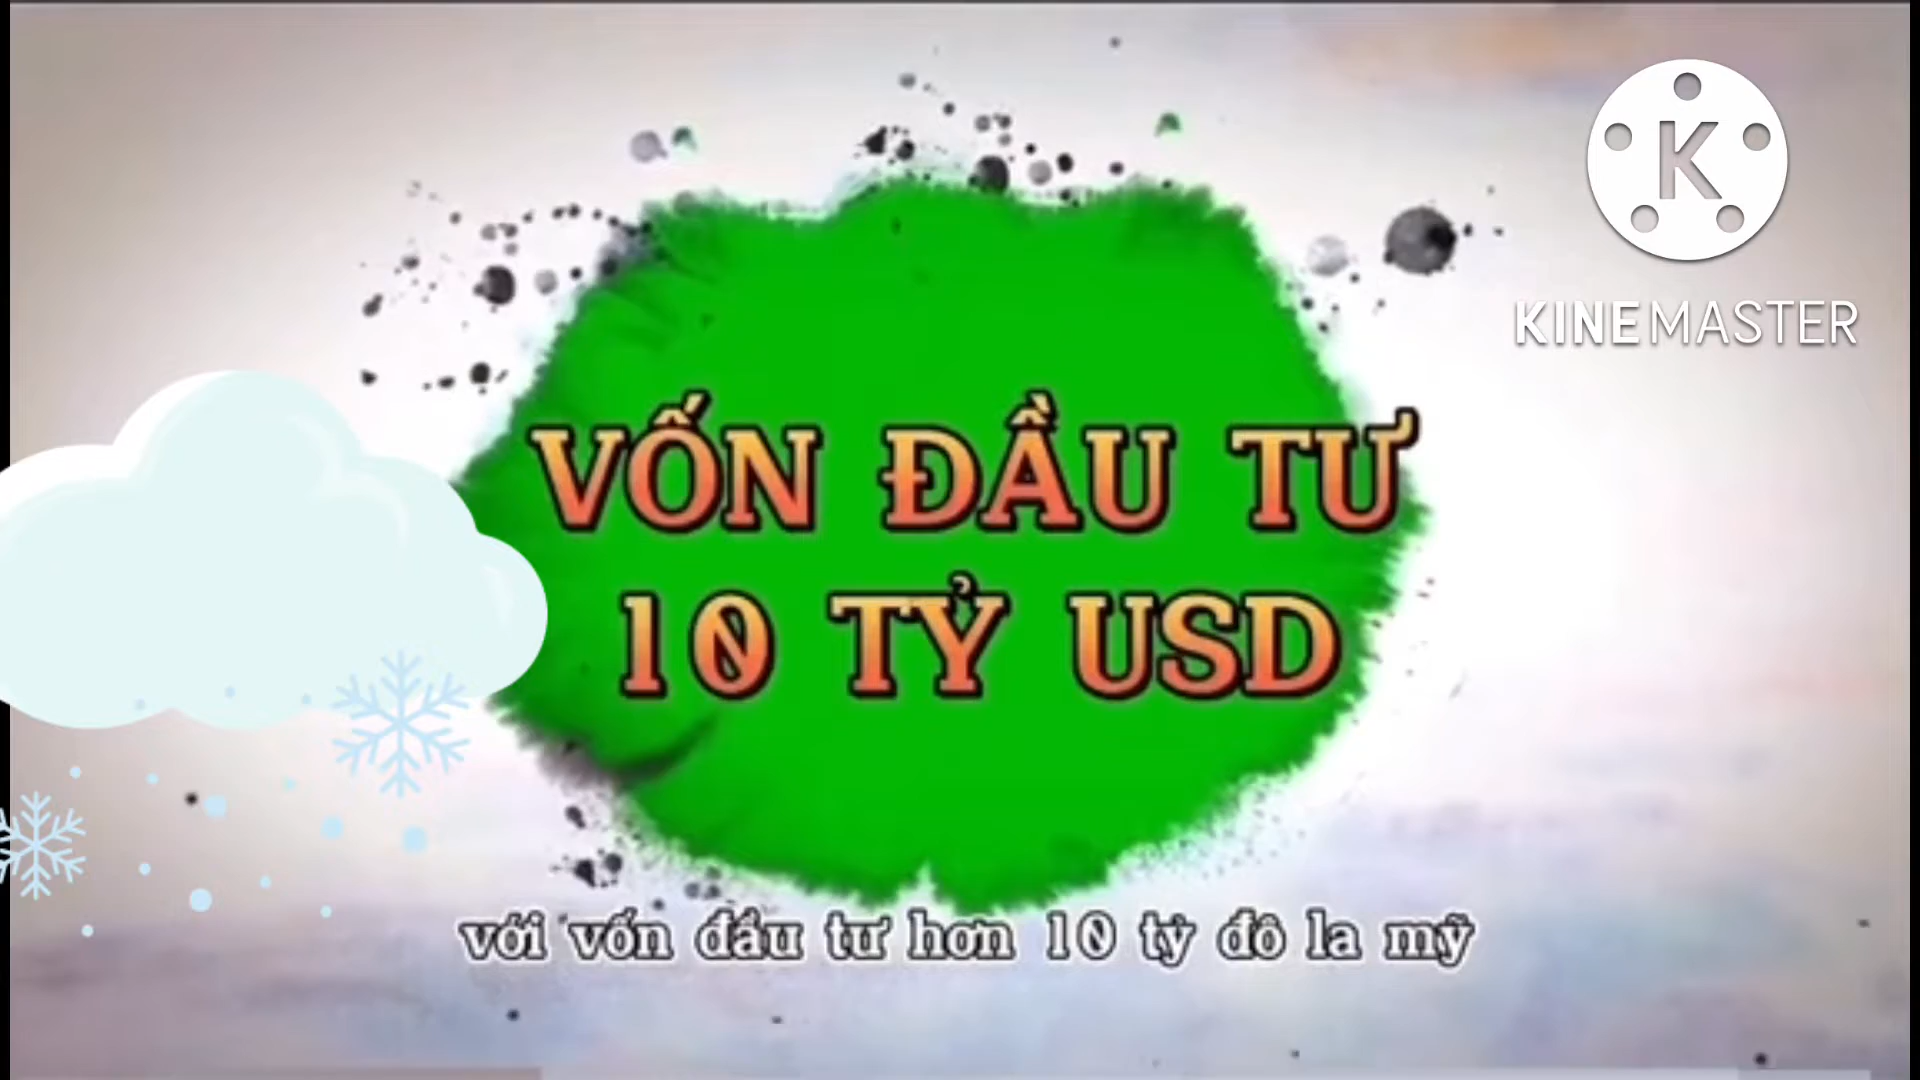 K
KINEMASTER
VỐN ĐẦU TƯ
10 TỶ USD
với vốn đầu tư hơn 10 tỷ đô la mỹ